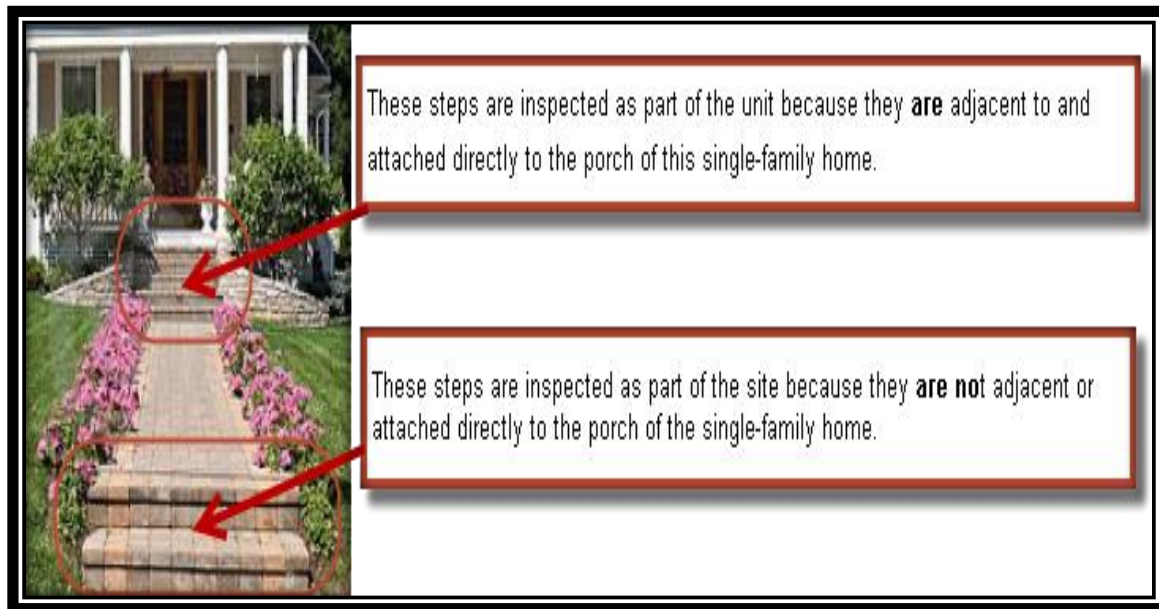 These steps are inspected as part of the unit because they are adjacent to and
attached directly to the porch of this single-family home.
These steps are inspected as part of the site because they are not adjacent or
attached directly to the porch of the single-family home.